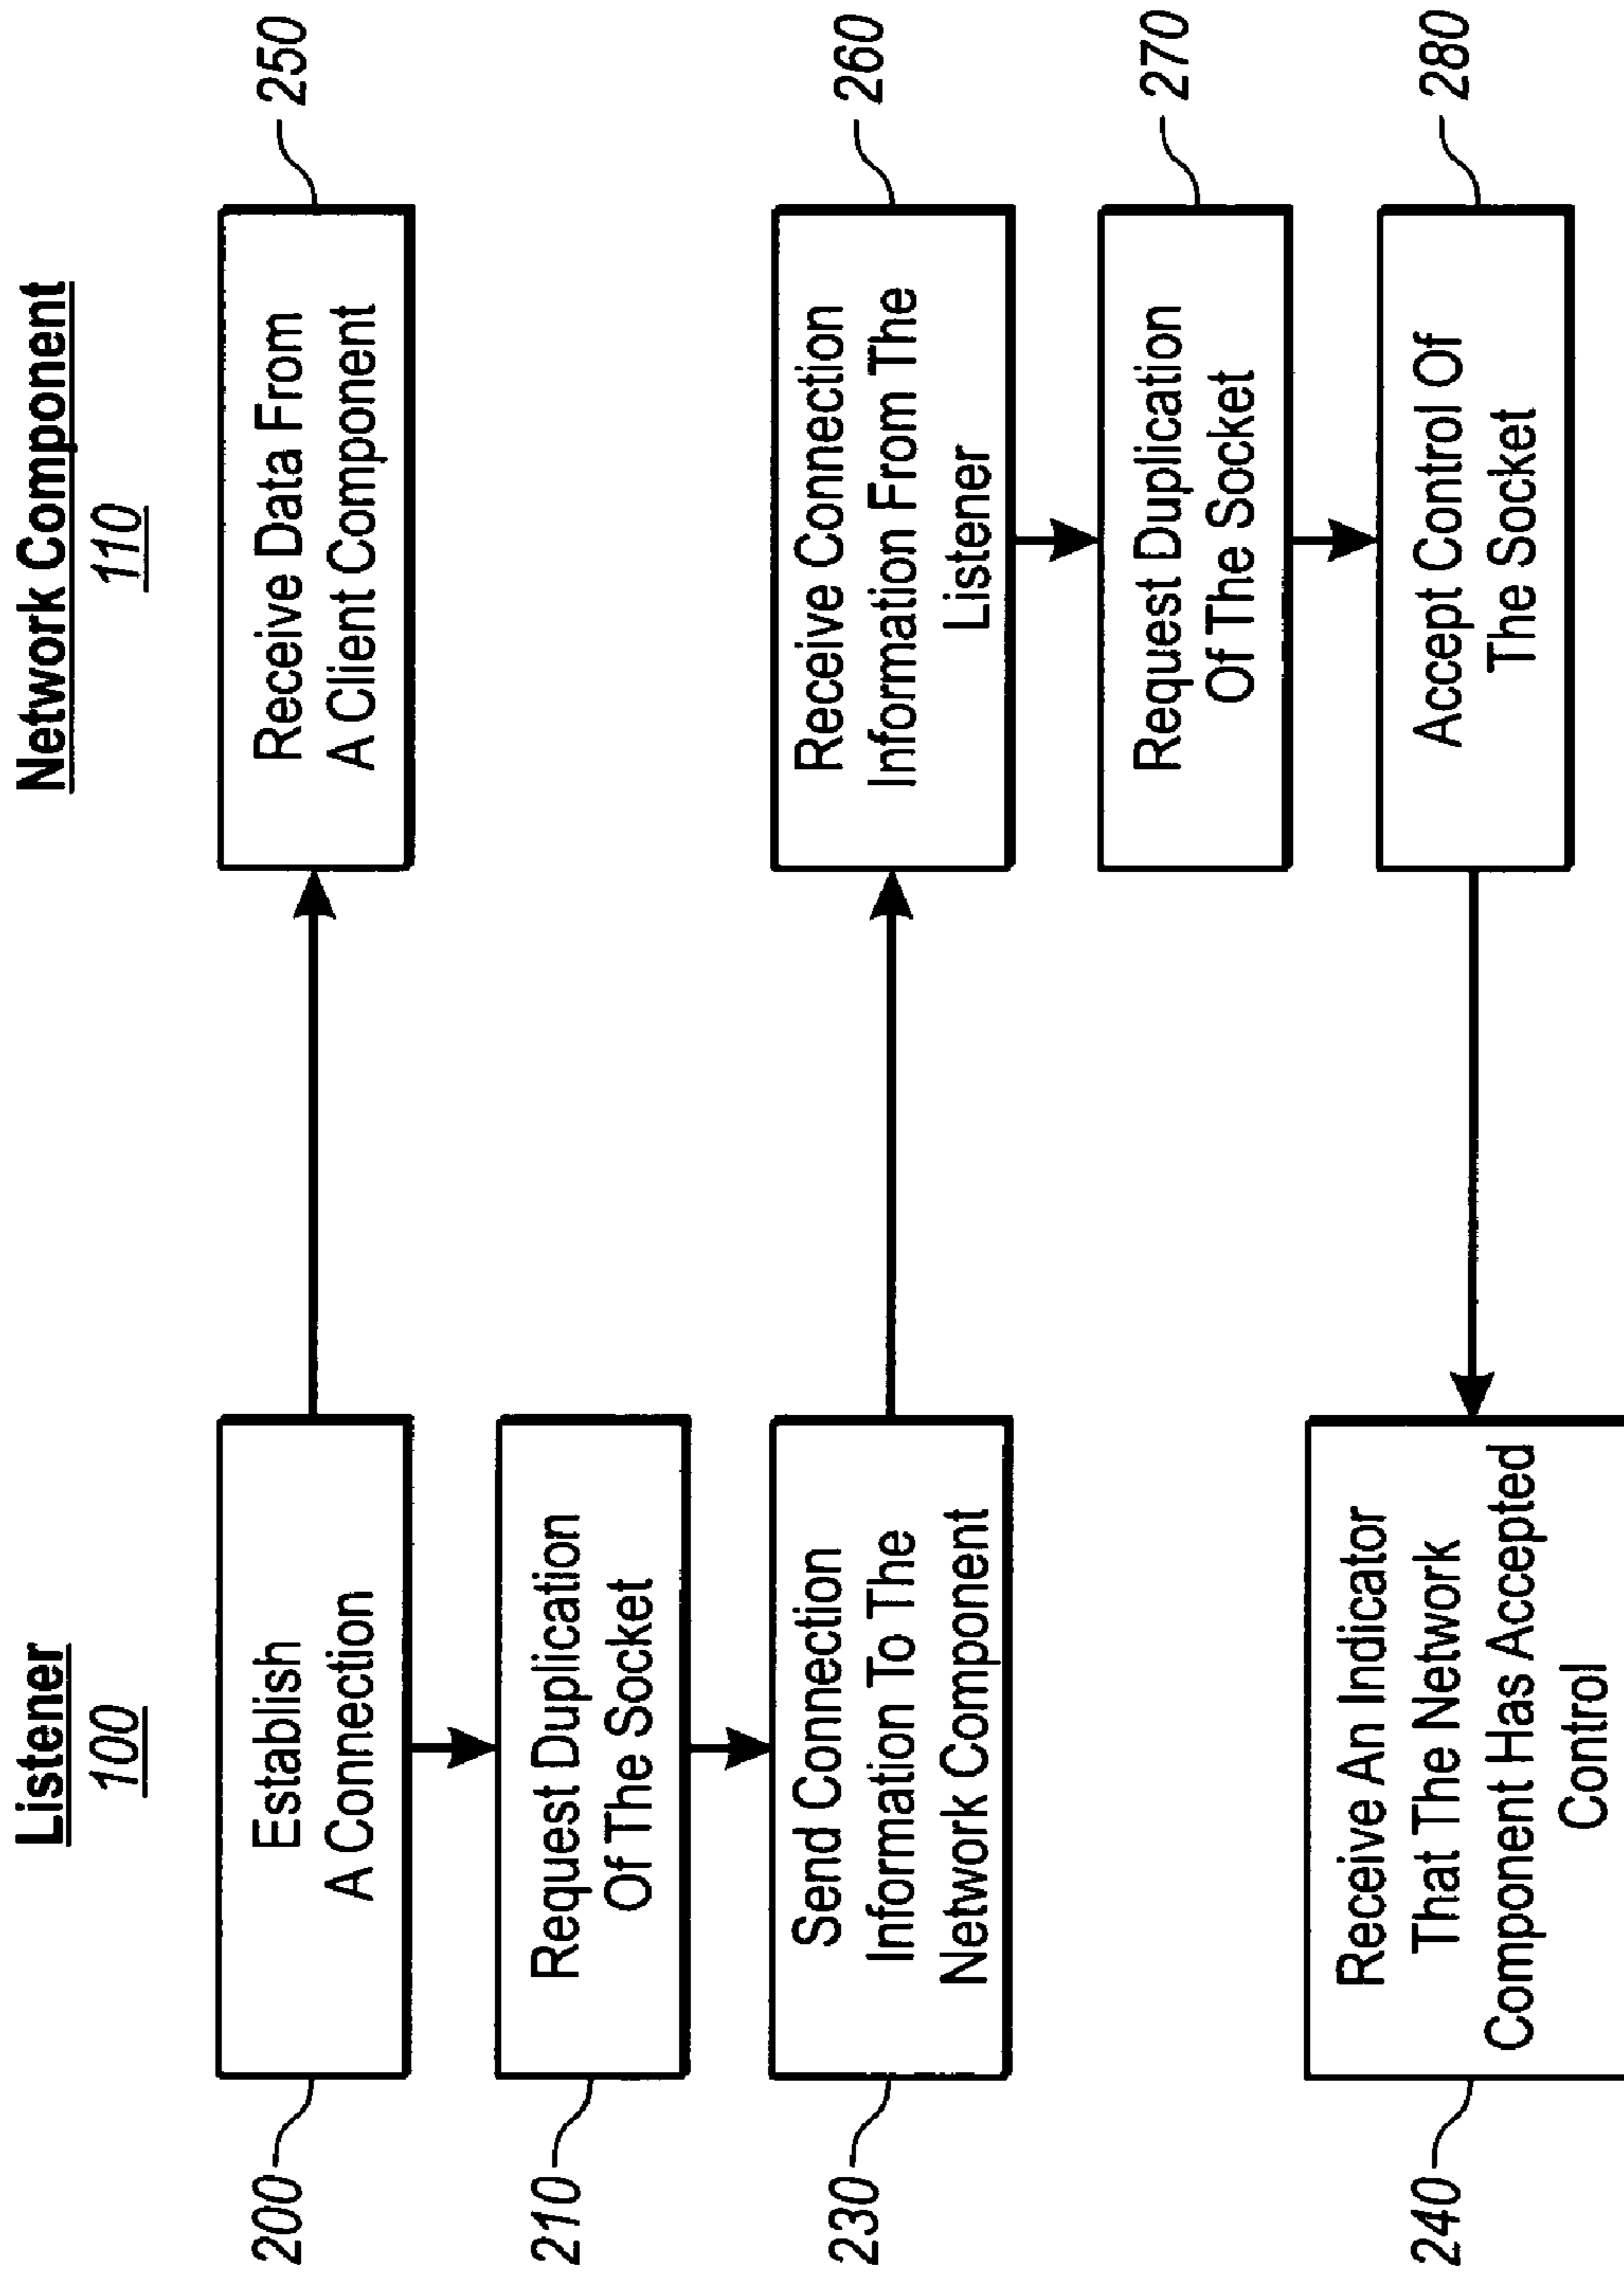 Listener
100
Network Component
110
200
Establish
A Connection
Receive Data From
A Client Component
250
210
Request Duplication
Of The Socket
230
Send Connection
Information To The
Network Component
Receive Connection
Information From The
Listener
260
Request Duplication
Of The Socket
270
240
Receive An Indicator
That The Network
Component Has Accepted
Control
Accept Control Of
The Socket
280